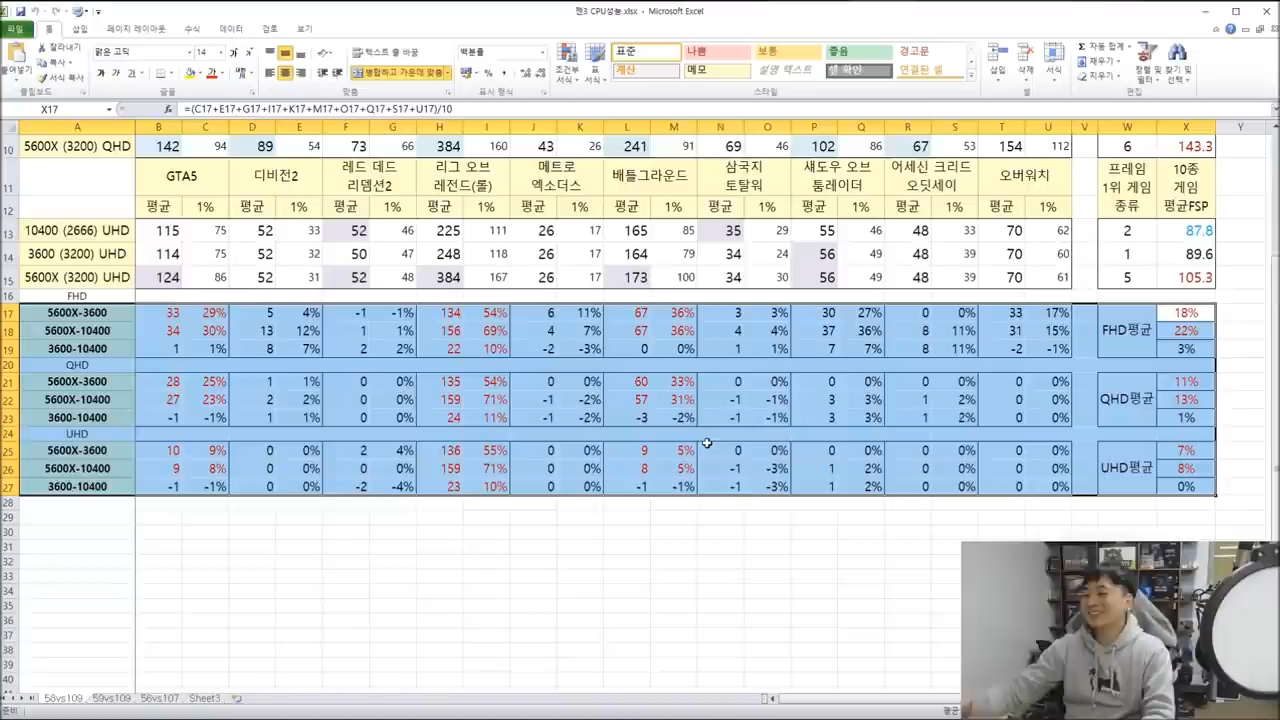 젠3 CPU성능.xlsx - Microsoft Excel
파일 홈 삽입 페이지 레이아웃 수식 데이터 검토 보기
잘라내기 복사 서식 복사 붙여넣기 클립보드
맑은 고딕 14 글꼴
텍스트 줄 바꿈 병합하고 가운데 맞춤 맞춤
백분율 표시 형식
조건부 서식 표 서식
표준 나쁨 보통 좋음 경고문
계산 메모 설명 텍스트 셀 확인 연결된 셀
스타일
삽입 삭제 서식 셀
자동 합계 채우기 지우기 정렬 및 필터 찾기 및 선택 편집
X17 fx =(C17+E17+G17+I17+K17+M17+O17+Q17+S17+U17)/10
A B C D E F G H I J K L M N O P Q R S T U V W X Y
10 5600X (3200) QHD 142 94 89 54 73 66 384 160 43 26 241 91 69 46 102 86 67 53 154 112 6 143.3
11 GTA5 디비전2 레드 데드 리뎀션2 리그 오브 레전드(롤) 메트로 엑소더스 배틀그라운드 삼국지 토탈워 섀도우 오브 툼레이더 어세신 크리드 오딧세이 오버워치 프레임 1위 게임 종류 10종 게임 평균FSP
12 평균 1% 평균 1% 평균 1% 평균 1% 평균 1% 평균 1% 평균 1% 평균 1% 평균 1% 평균 1%
13 10400 (2666) UHD 115 75 52 33 52 46 225 111 26 17 165 85 35 29 55 46 48 33 70 62 2 87.8
14 3600 (3200) UHD 114 75 52 32 50 47 248 118 26 17 164 79 34 24 56 49 48 39 70 60 1 89.6
15 5600X (3200) UHD 124 86 52 31 52 48 384 167 26 17 173 100 34 30 56 49 48 39 70 61 5 105.3
16 FHD
17 5600X-3600 33 29% 5 4% -1 -1% 134 54% 6 11% 67 36% 3 3% 30 27% 0 0% 33 17% 18%
18 5600X-10400 34 30% 13 12% 1 1% 156 69% 4 7% 67 36% 4 4% 37 36% 8 11% 31 15% FHD평균 22%
19 3600-10400 1 1% 8 7% 2 2% 22 10% -2 -3% 0 0% 1 1% 7 7% 8 11% -2 -1% 3%
20 QHD
21 5600X-3600 28 25% 1 1% 0 0% 135 54% 0 0% 60 33% 0 0% 0 0% 0 0% 0 0% 11%
22 5600X-10400 27 23% 2 2% 0 0% 159 71% -1 -2% 57 31% -1 -1% 3 3% 1 2% 0 0% QHD평균 13%
23 3600-10400 -1 -1% 1 1% 0 0% 24 11% -1 -2% -3 -2% -1 -1% 3 3% 1 2% 0 0% 1%
24 UHD
25 5600X-3600 10 9% 0 0% 2 4% 136 55% 0 0% 9 5% 0 0% 0 0% 0 0% 0 0% 7%
26 5600X-10400 9 8% 0 0% 0 0% 159 71% 0 0% 8 5% -1 -3% 1 2% 0 0% 0 0% UHD평균 8%
27 3600-10400 -1 -1% 0 0% -2 -4% 23 10% 0 0% -1 -1% -1 -3% 1 2% 0 0% 0 0% 0%
28
29
30
31
32
33
34
35
36
37
38
39
40
58vs109 59vs109 56vs107 Sheet3
준비 평균